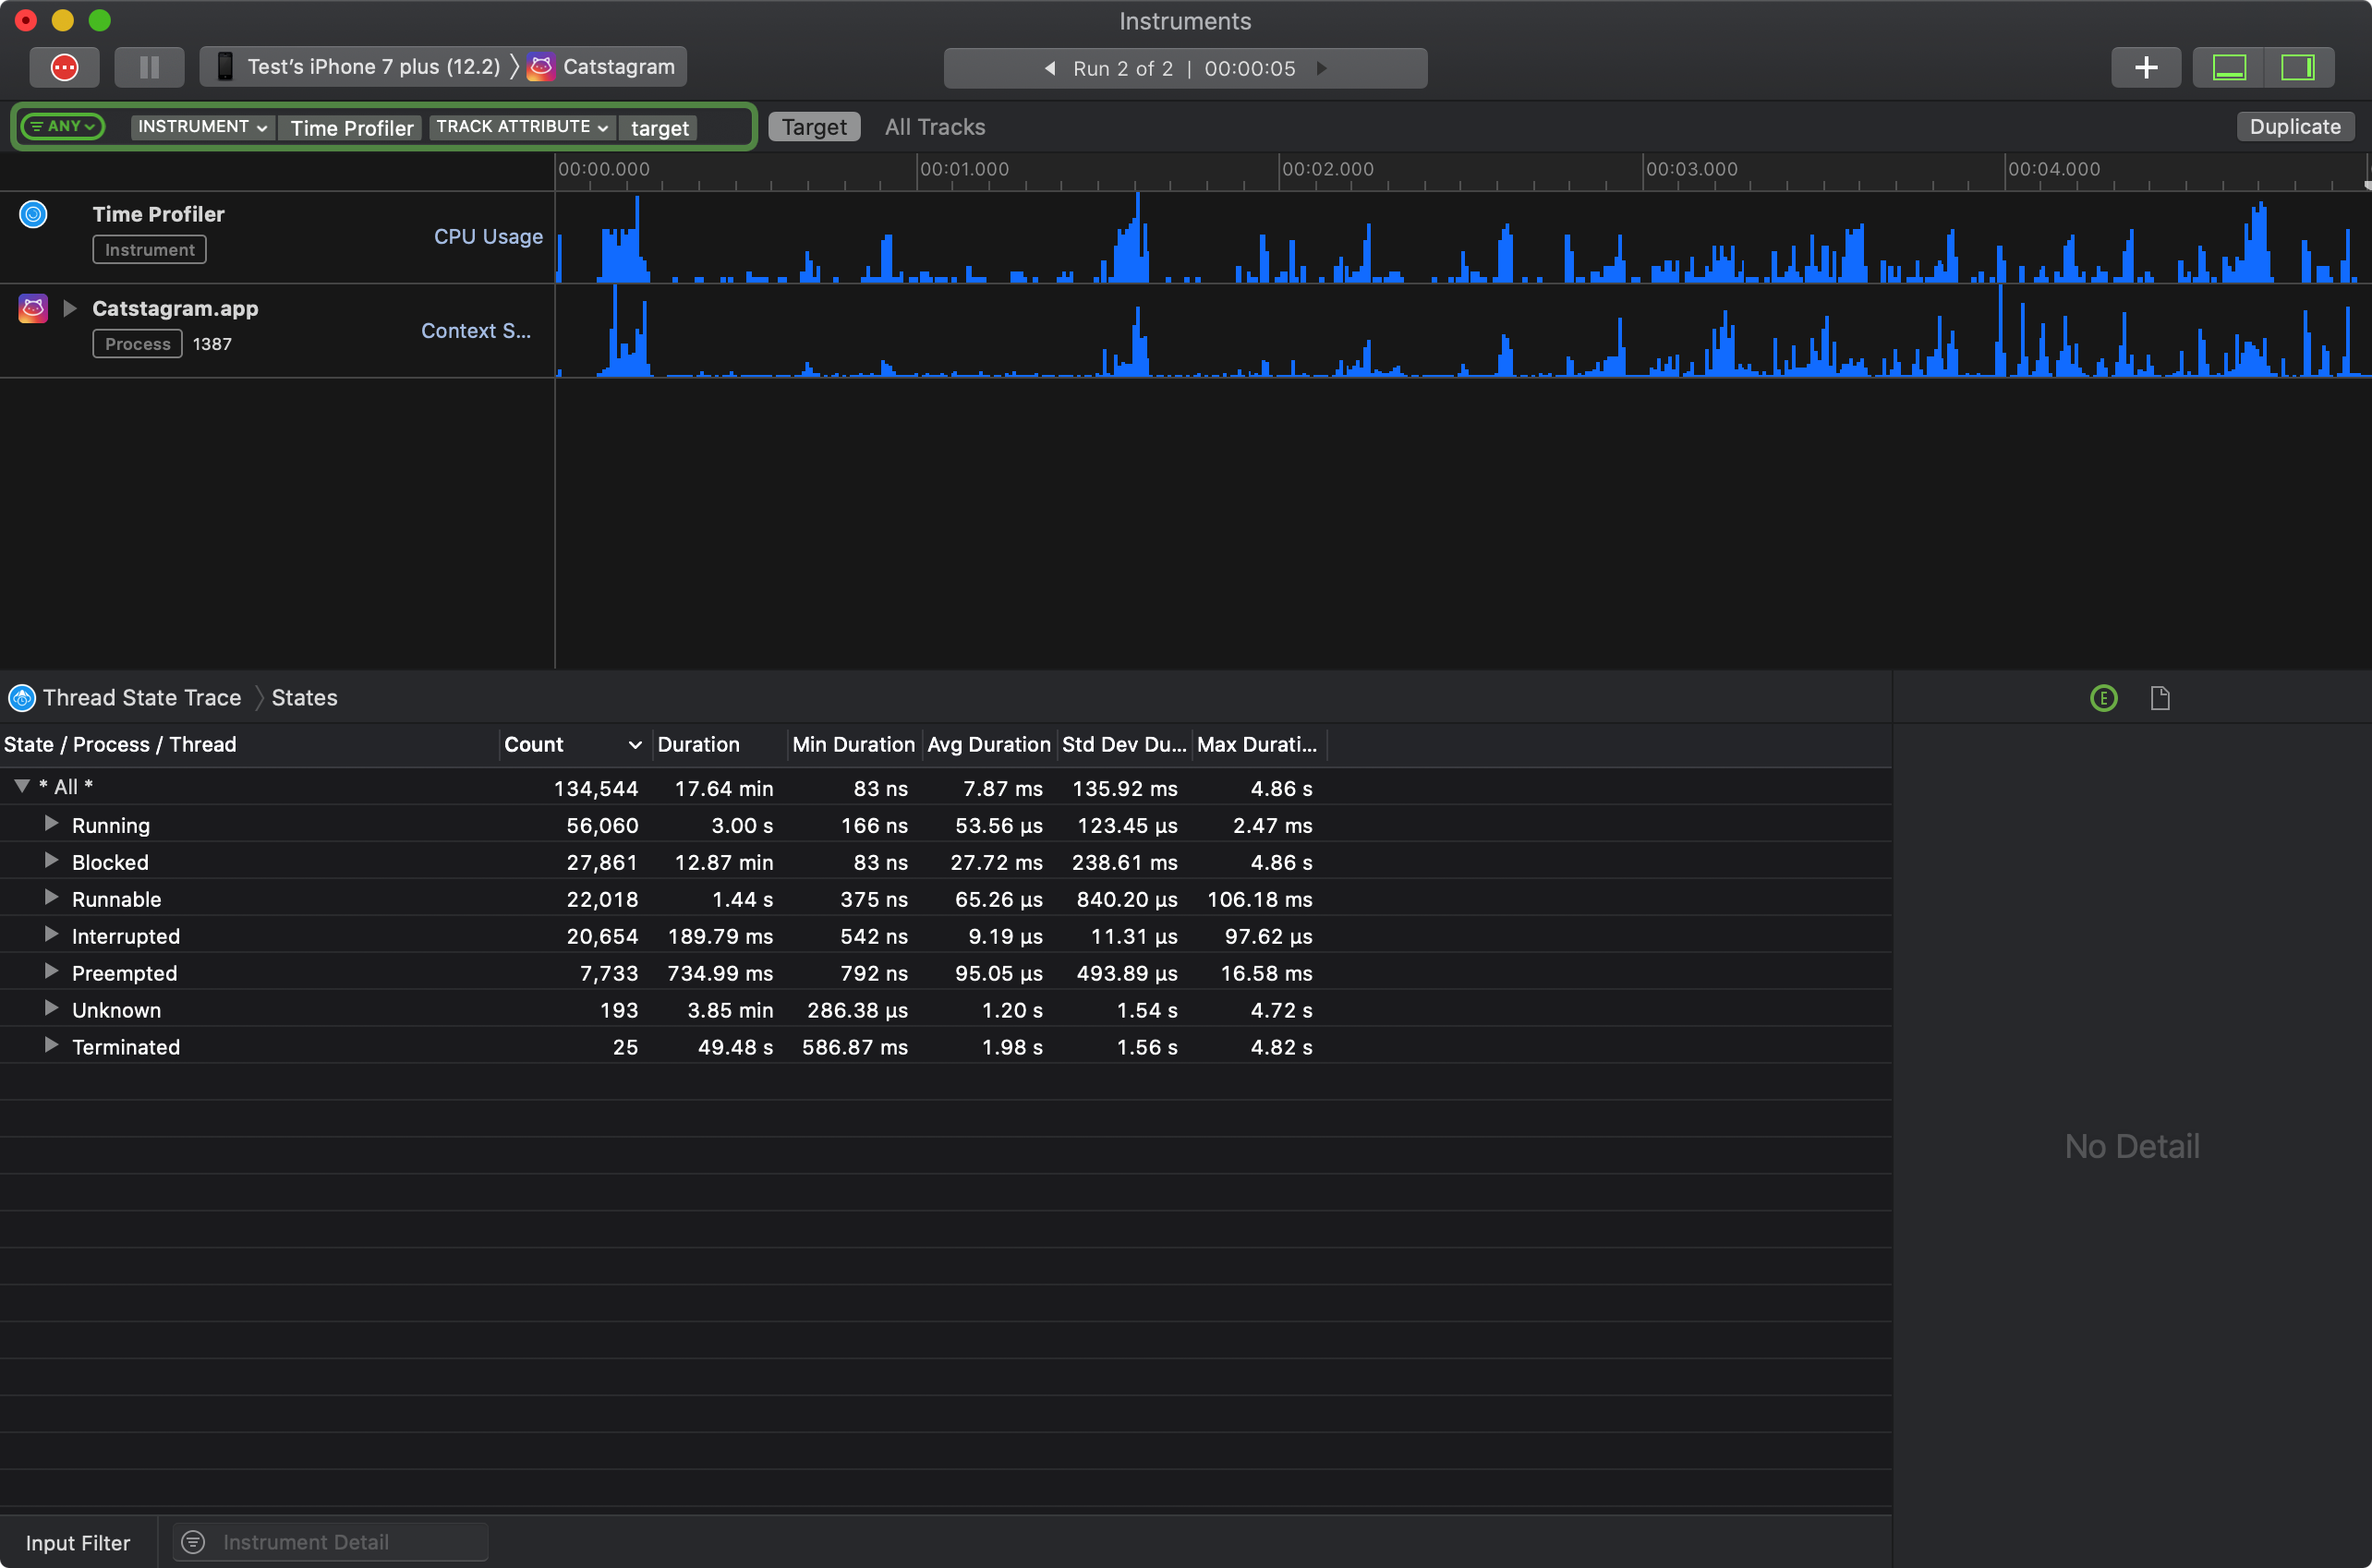 Instruments
Test’s iPhone 7 plus (12.2) Catstagram
Run 2 of 2 | 00:00:05
ANY INSTRUMENT Time Profiler TRACK ATTRIBUTE target Target All Tracks Duplicate
00:00.000 00:01.000 00:02.000 00:03.000 00:04.000
Time Profiler
Instrument
CPU Usage
Catstagram.app
Process 1387
Context S...
Thread State Trace States
E
State / Process / Thread Count Duration Min Duration Avg Duration Std Dev Du... Max Durati...
* All * 134,544 17.64 min 83 ns 7.87 ms 135.92 ms 4.86 s
Running 56,060 3.00 s 166 ns 53.56 µs 123.45 µs 2.47 ms
Blocked 27,861 12.87 min 83 ns 27.72 ms 238.61 ms 4.86 s
Runnable 22,018 1.44 s 375 ns 65.26 µs 840.20 µs 106.18 ms
Interrupted 20,654 189.79 ms 542 ns 9.19 µs 11.31 µs 97.62 µs
Preempted 7,733 734.99 ms 792 ns 95.05 µs 493.89 µs 16.58 ms
Unknown 193 3.85 min 286.38 µs 1.20 s 1.54 s 4.72 s
Terminated 25 49.48 s 586.87 ms 1.98 s 1.56 s 4.82 s
No Detail
Input Filter Instrument Detail